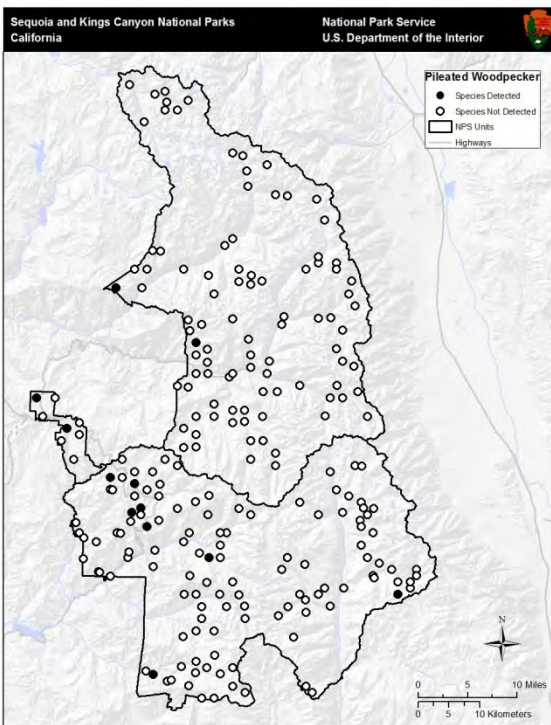 Sequoia and Kings Canyon National Parks
California
National Park Service
U.S. Department of the Interior
Pileated Woodpecker
Species Detected
Species Not Detected
NPS Units
Highways
N
0 5 10 Miles
0 5 10 Kilometers